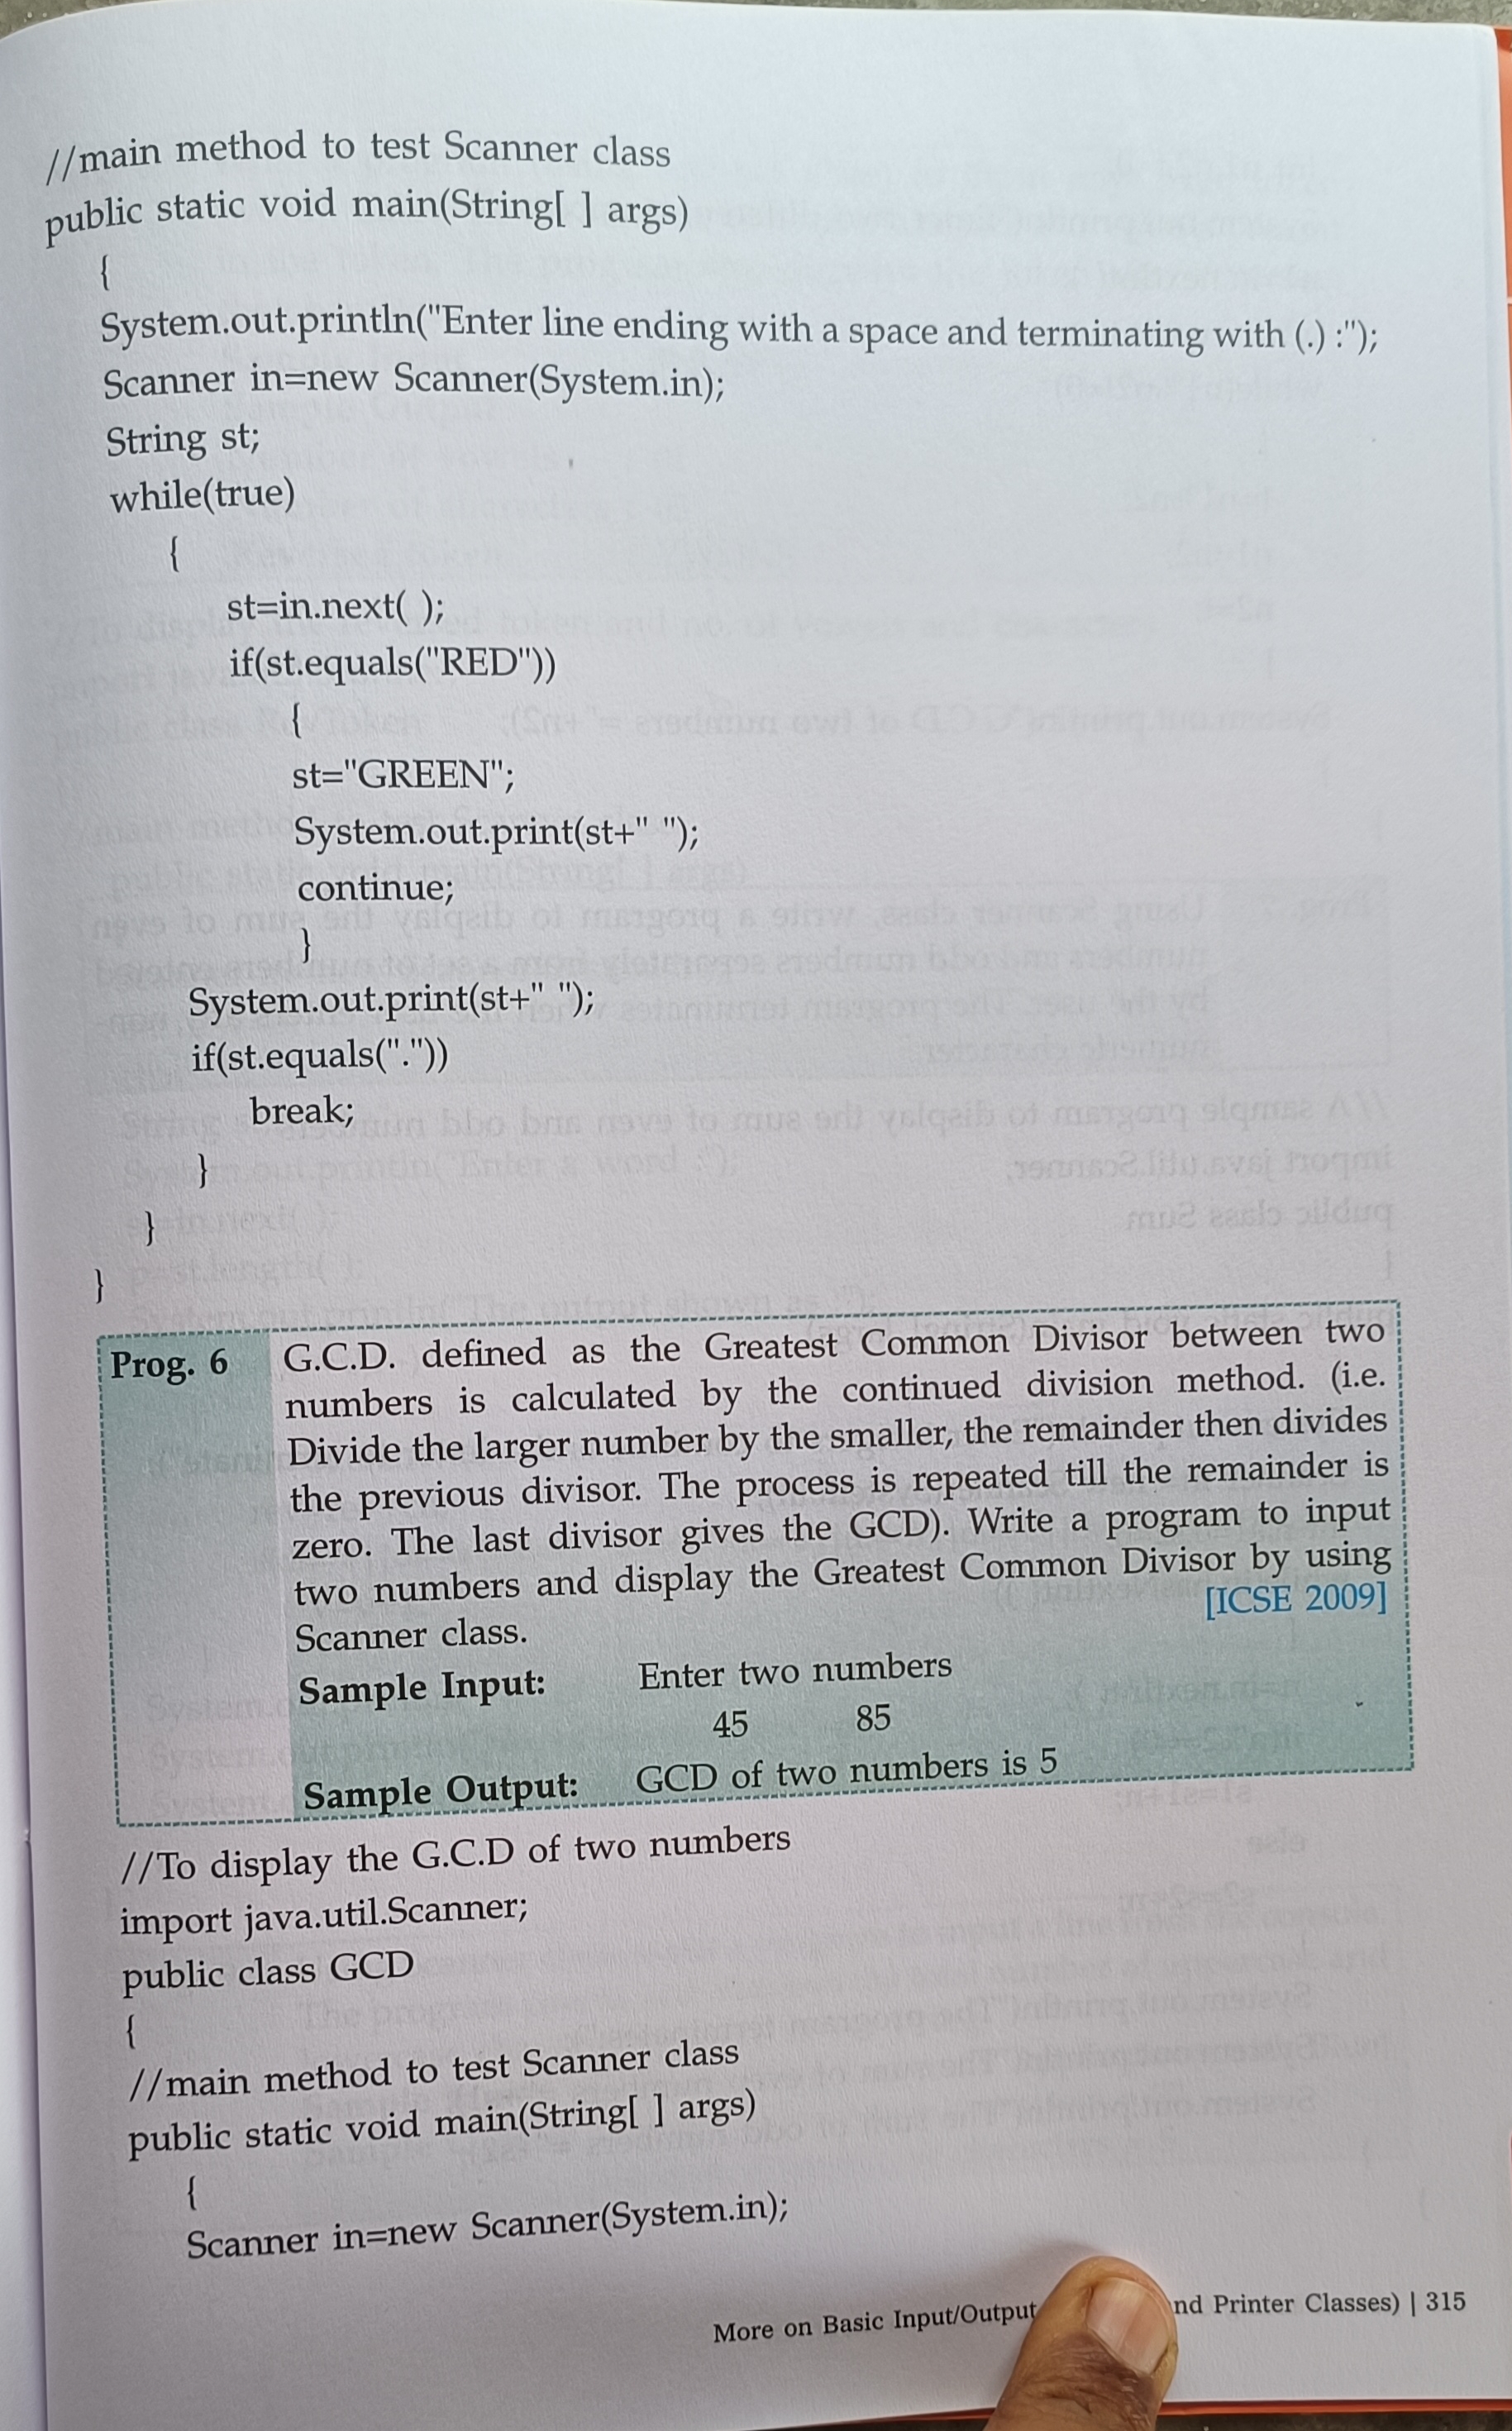 //main method to test Scanner class
public static void main(String[ ] args)
{
System.out.println("Enter line ending with a space and terminating with (.) :");
Scanner in=new Scanner(System.in);
String st;
while(true)
{
st=in.next( );
if(st.equals("RED"))
{
st="GREEN";
System.out.print(st+" ");
continue;
}
System.out.print(st+" ");
if(st.equals("."))
break;
}
}
}
Prog. 6 G.C.D. defined as the Greatest Common Divisor between two
numbers is calculated by the continued division method. (i.e.
Divide the larger number by the smaller, the remainder then divides
the previous divisor. The process is repeated till the remainder is
zero. The last divisor gives the GCD). Write a program to input
two numbers and display the Greatest Common Divisor by using
Scanner class. [ICSE 2009]
Sample Input: Enter two numbers
45 85
Sample Output: GCD of two numbers is 5
//To display the G.C.D of two numbers
import java.util.Scanner;
public class GCD
{
//main method to test Scanner class
public static void main(String[ ] args)
{
Scanner in=new Scanner(System.in);
More on Basic Input/Output nd Printer Classes) | 315